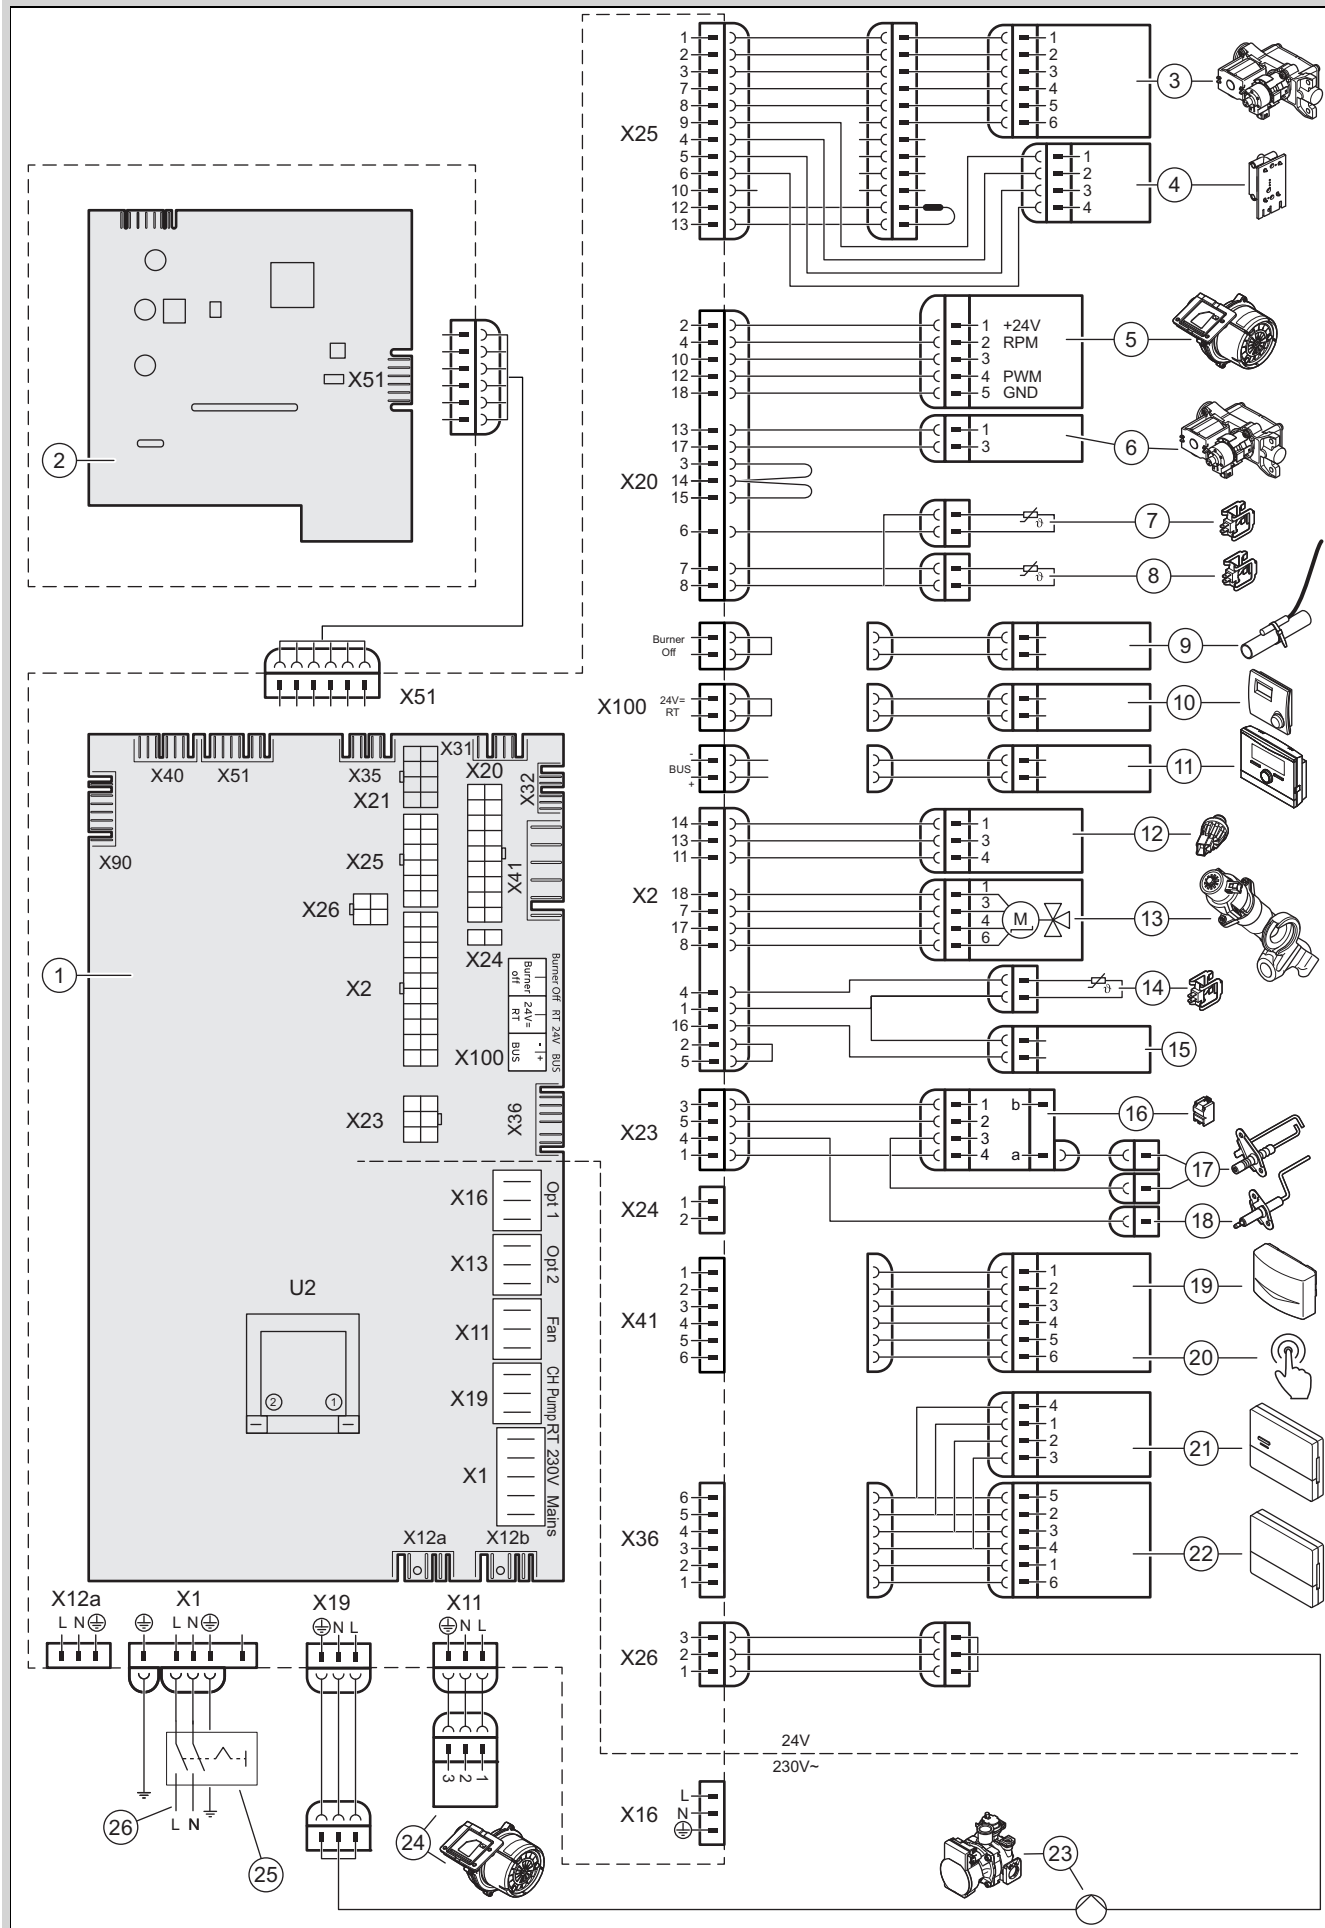 X25
1 1 1
2 2
3 3
7 4
8 5
9 6
4
5
6
10
12
13
3
1
2
3
4
4
X51
2
X51
X20
2 1 +24V
4 2 RPM
10 3
12 4 PWM
18 5 GND
5
13 1
17 3
6
3
14
15
6
7
8
ϑ 7
ϑ 8
Burner
Off
9
X100
24V=
RT
10
-
BUS
+
11
X2
14 1
13 3
11 4
12
18 1
7 3
17 4
8 6
M
13
4
1
16
2
5
ϑ 14
15
X23
3 1 b
5 2
4 3
1 4 a
16
17
18
X24
1
2
X41
1 1
2 2
3 3
4 4
5 5
6 6
19
20
4
1
2
3
21
X36
6 5
5 2
4 3
3 4
2 1
1 6
22
X26
3
2
1
24V
230V~
X16
L
N
23
1
X40
X51
X35
X31
X21
X20
X32
X90
X25
X41
X26
X24
X2
Burner Off RT 24V BUS
Burner
off
24V=
RT
- +
BUS
X100
X23
X36
X16 Opt 1
X13 Opt 2
X11 Fan
X19 CH Pump
X1 RT 230V Mains
U2
2 1
X12a X12b
X12a
L N
X1
L N
X19
N L
X11
N L
3 2 1
26
L N
25
24